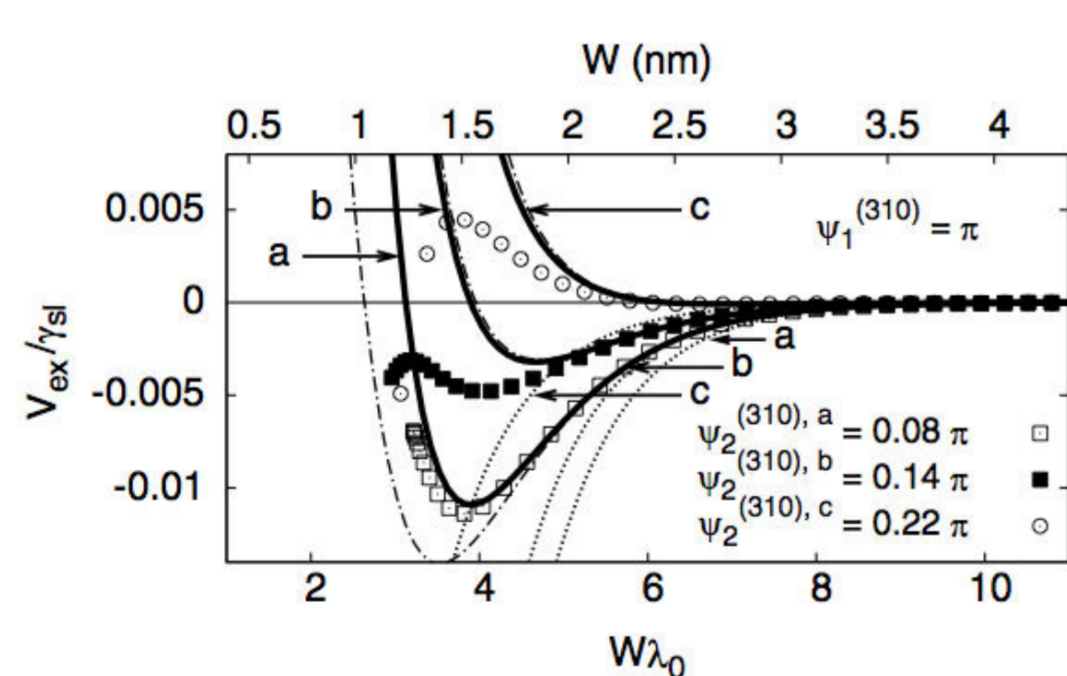 W (nm)
0.5 1 1.5 2 2.5 3 3.5 4
0.005
0
-0.005
-0.01
V_ex/γ_sl
a
b
c
ψ₁^(310) = π
a
b
c
ψ₂^(310), a = 0.08 π
ψ₂^(310), b = 0.14 π
ψ₂^(310), c = 0.22 π
2 4 6 8 10
Wλ₀